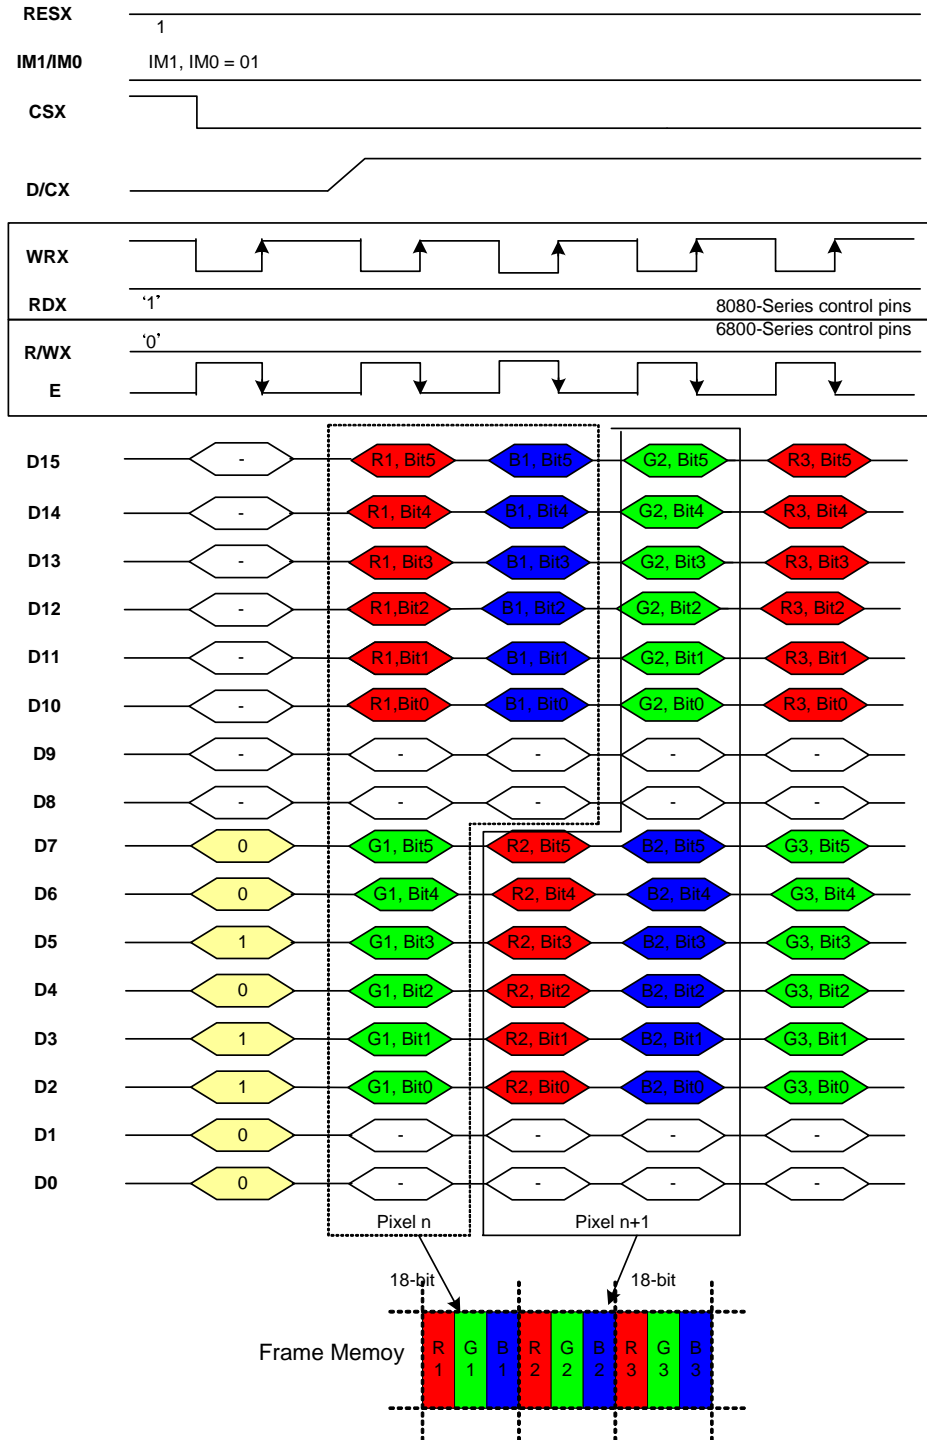 RESX
1
IM1/IM0 IM1, IM0 = 01
CSX
D/CX
WRX
RDX '1' 8080-Series control pins
6800-Series control pins
R/WX '0'
E
D15 - R1, Bit5 B1, Bit5 G2, Bit5 R3, Bit5
D14 - R1, Bit4 B1, Bit4 G2, Bit4 R3, Bit4
D13 - R1, Bit3 B1, Bit3 G2, Bit3 R3, Bit3
D12 - R1,Bit2 B1, Bit2 G2, Bit2 R3, Bit2
D11 - R1,Bit1 B1, Bit1 G2, Bit1 R3, Bit1
D10 - R1,Bit0 B1, Bit0 G2, Bit0 R3, Bit0
D9 - - - - -
D8 - - - - -
D7 0 G1, Bit5 R2, Bit5 B2, Bit5 G3, Bit5
D6 0 G1, Bit4 R2, Bit4 B2, Bit4 G3, Bit4
D5 1 G1, Bit3 R2, Bit3 B2, Bit3 G3, Bit3
D4 0 G1, Bit2 R2, Bit2 B2, Bit2 G3, Bit2
D3 1 G1, Bit1 R2, Bit1 B2, Bit1 G3, Bit1
D2 1 G1, Bit0 R2, Bit0 B2, Bit0 G3, Bit0
D1 0 - - - -
D0 0 - - - -
Pixel n Pixel n+1
18-bit 18-bit
Frame Memoy R G B R G B R G B
1 1 1 2 2 2 3 3 3